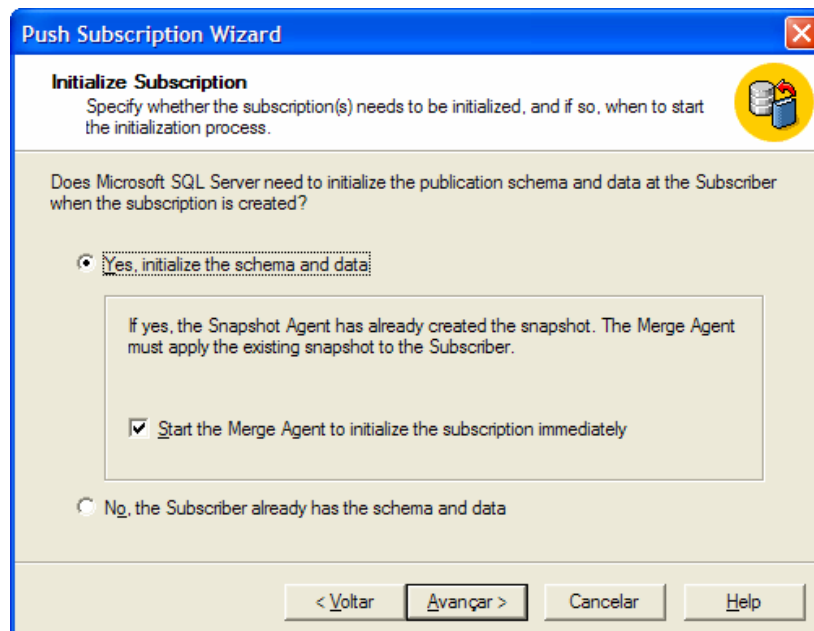 Push Subscription Wizard
Initialize Subscription
Specify whether the subscription(s) needs to be initialized, and if so, when to start
the initialization process.
Does Microsoft SQL Server need to initialize the publication schema and data at the Subscriber
when the subscription is created?
Yes, initialize the schema and data
If yes, the Snapshot Agent has already created the snapshot. The Merge Agent
must apply the existing snapshot to the Subscriber.
Start the Merge Agent to initialize the subscription immediately
No, the Subscriber already has the schema and data
< Voltar Avançar > Cancelar Help